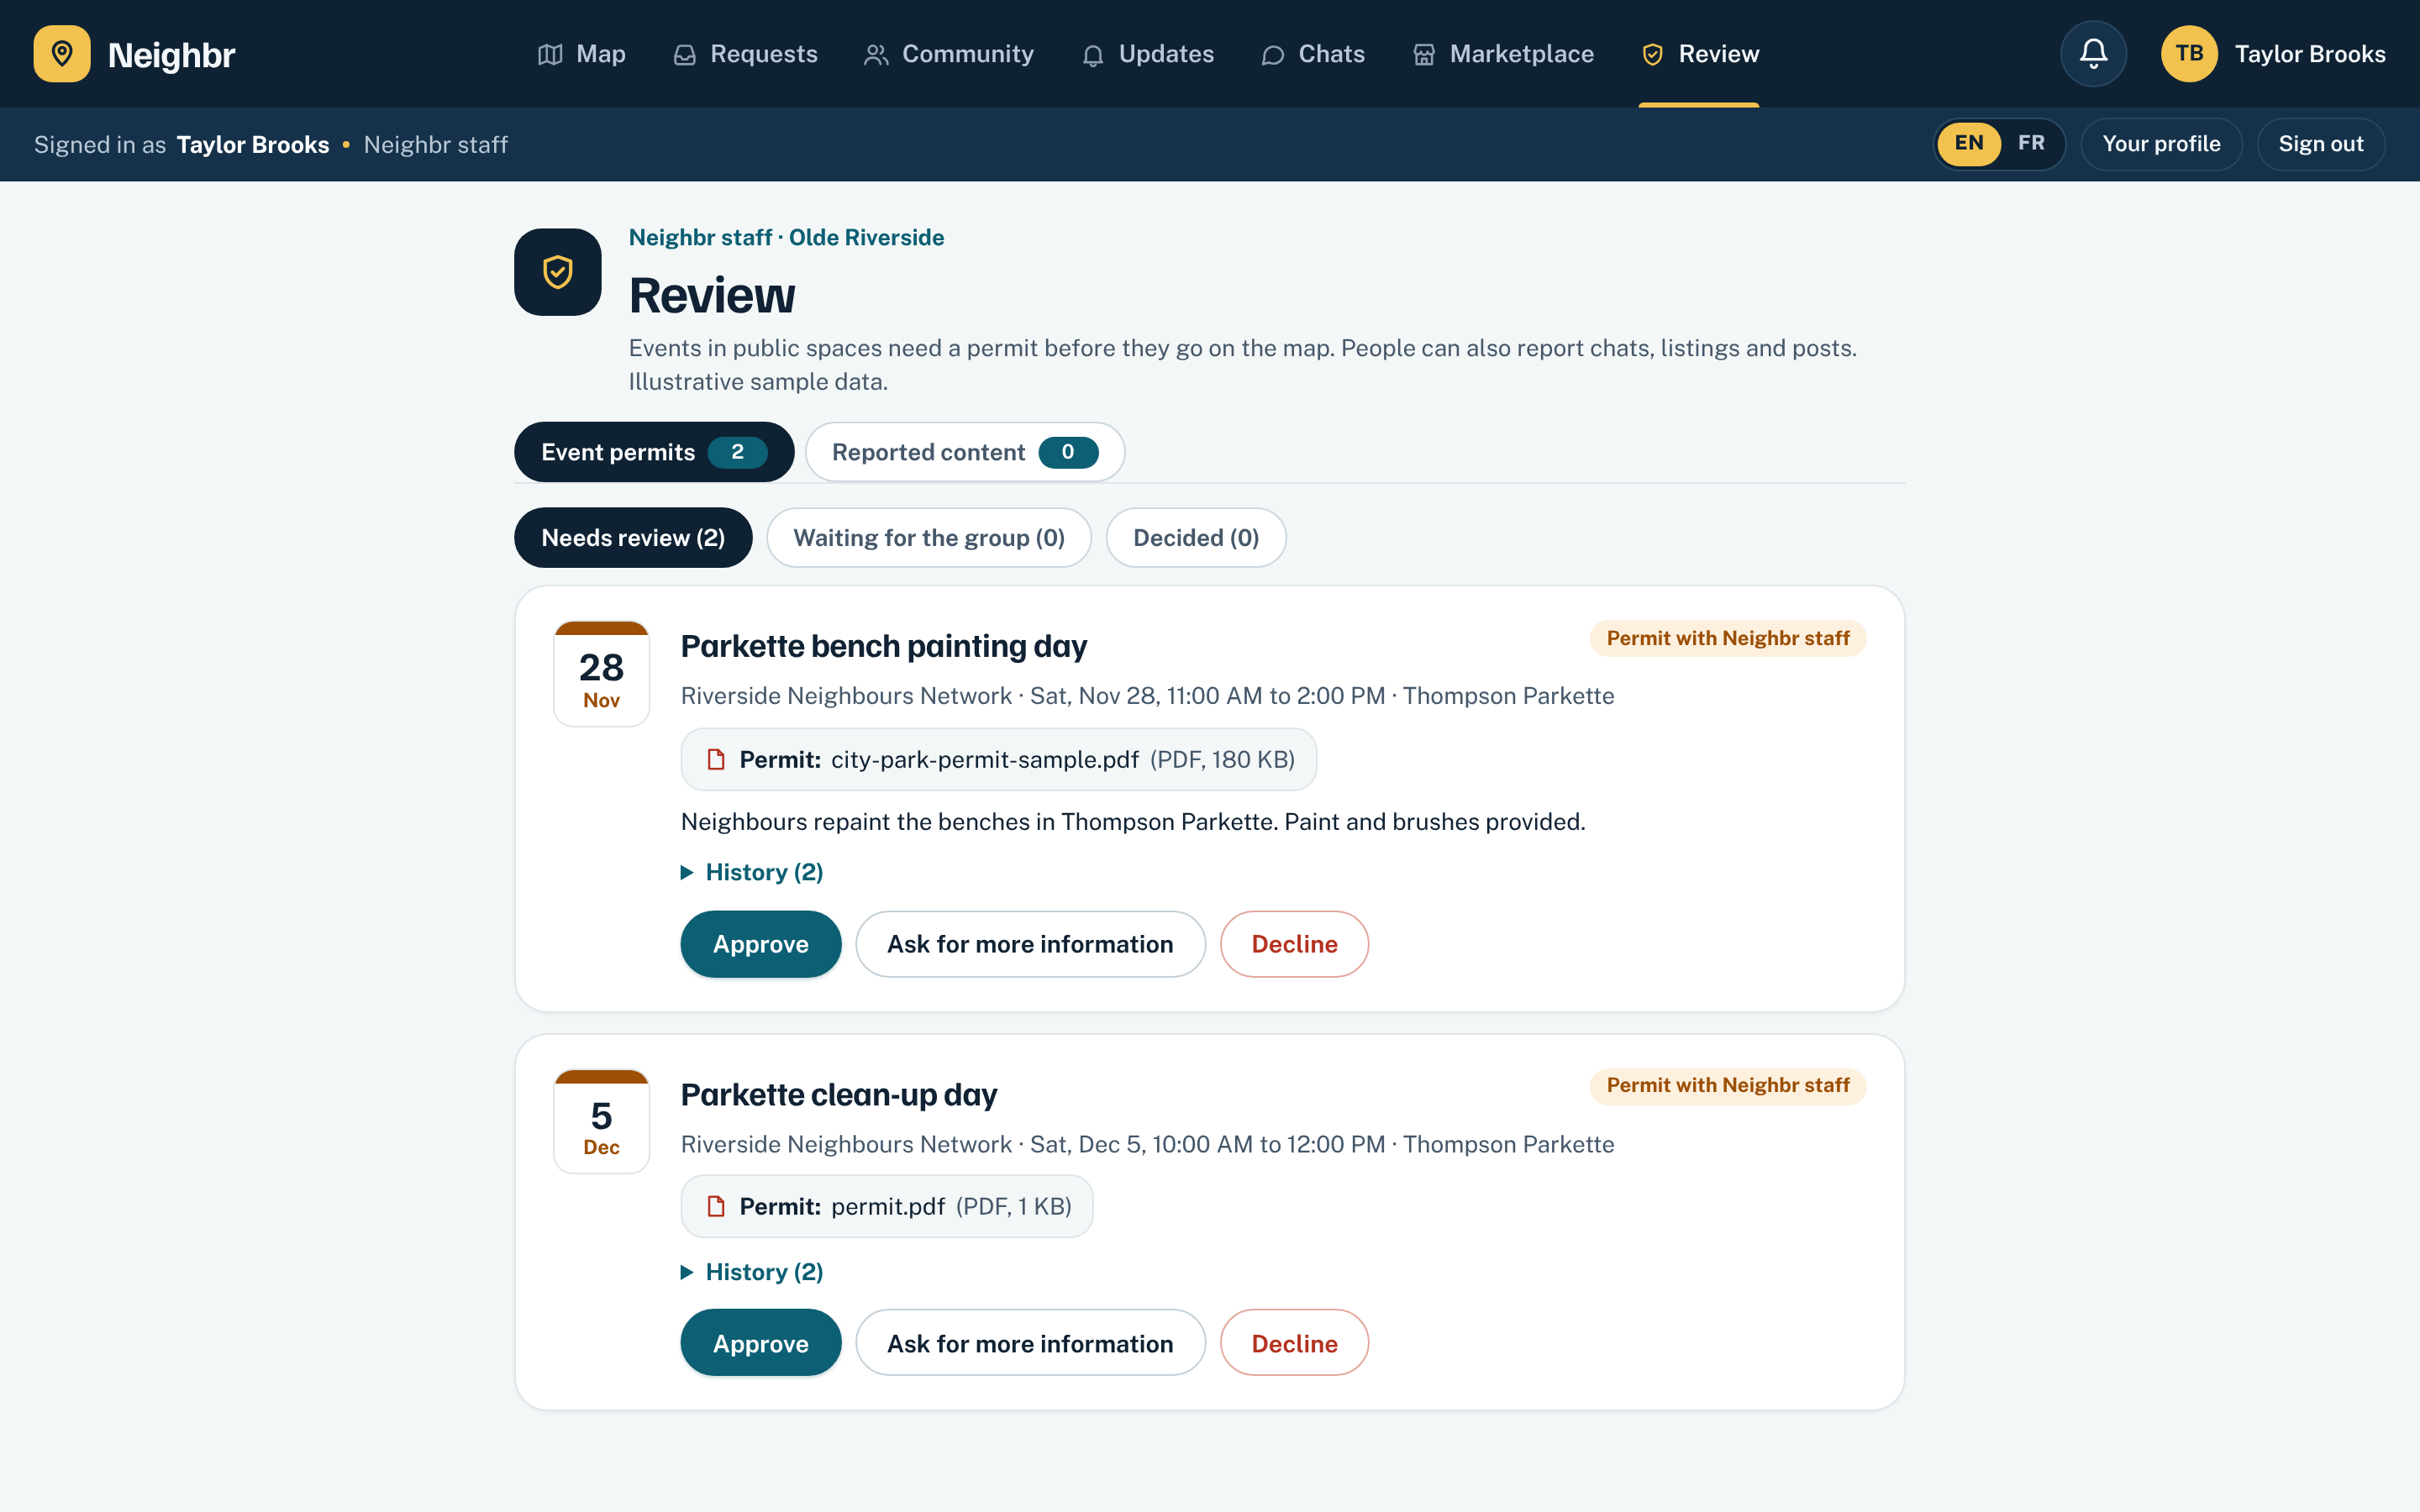 Neighbr
Map
Requests
Community
Updates
Chats
Marketplace
Review
TB
Taylor Brooks
Signed in as Taylor Brooks • Neighbr staff
EN
FR
Your profile
Sign out
Neighbr staff · Olde Riverside
Review
Events in public spaces need a permit before they go on the map. People can also report chats, listings and posts.
Illustrative sample data.
Event permits 2
Reported content 0
Needs review (2)
Waiting for the group (0)
Decided (0)
28
Nov
Parkette bench painting day
Permit with Neighbr staff
Riverside Neighbours Network · Sat, Nov 28, 11:00 AM to 2:00 PM · Thompson Parkette
Permit: city-park-permit-sample.pdf (PDF, 180 KB)
Neighbours repaint the benches in Thompson Parkette. Paint and brushes provided.
History (2)
Approve
Ask for more information
Decline
5
Dec
Parkette clean-up day
Permit with Neighbr staff
Riverside Neighbours Network · Sat, Dec 5, 10:00 AM to 12:00 PM · Thompson Parkette
Permit: permit.pdf (PDF, 1 KB)
History (2)
Approve
Ask for more information
Decline